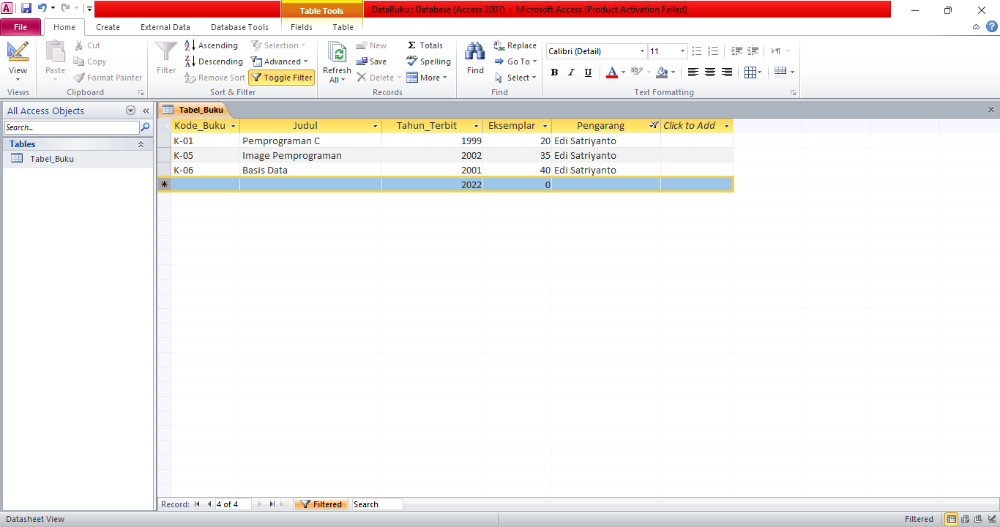 Table Tools
DataBuku : Database (Access 2007) - Microsoft Access (Product Activation Failed)
File Home Create External Data Database Tools Fields Table
View
Paste
Cut
Copy
Format Painter
Filter
Ascending
Descending
Remove Sort
Selection
Advanced
Toggle Filter
Refresh
All
New
Save
Delete
Totals
Spelling
More
Find
Replace
Go To
Select
Calibri (Detail) 11
B I U
Views Clipboard Sort & Filter Records Find Text Formatting
All Access Objects
Search...
Tables
Tabel_Buku
Tabel_Buku
Kode_Buku Judul Tahun_Terbit Eksemplar Pengarang Click to Add
K-01 Pemprograman C 1999 20 Edi Satriyanto
K-05 Image Pemprograman 2002 35 Edi Satriyanto
K-06 Basis Data 2001 40 Edi Satriyanto
2022 0
Record: 4 of 4 Filtered Search
Datasheet View Filtered